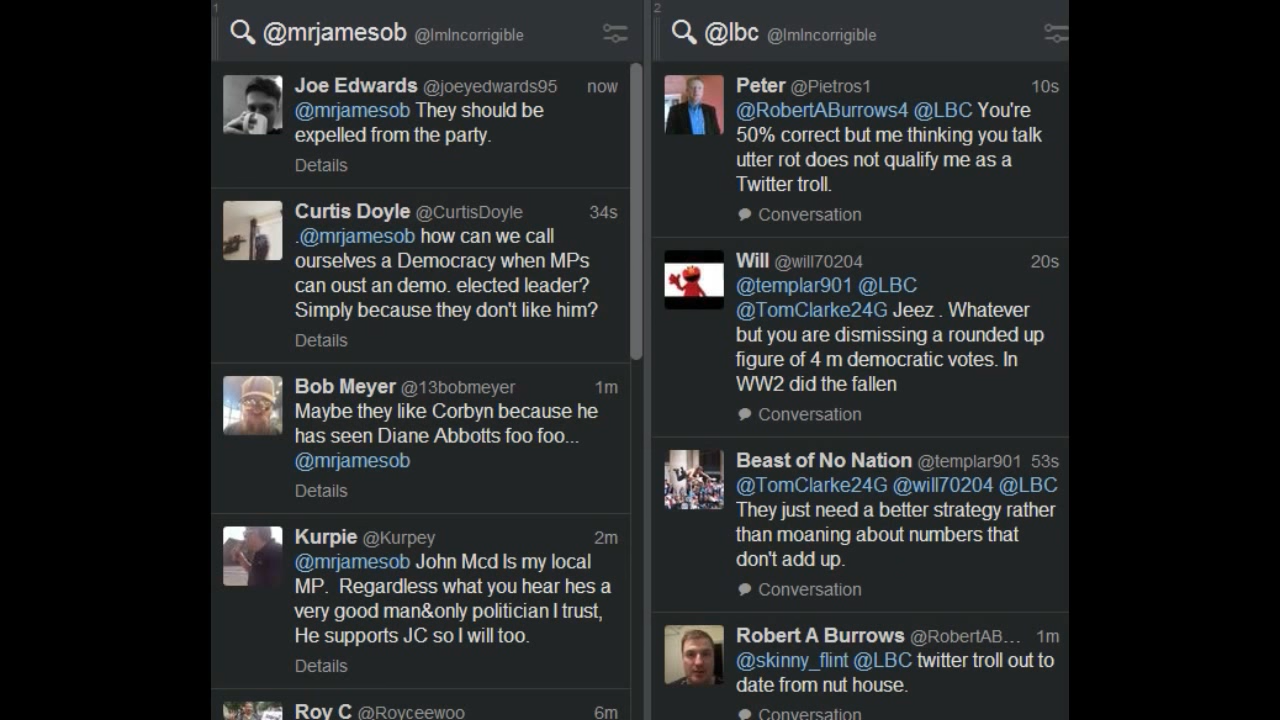 1
@mrjamesob @ImIncorrigible
Joe Edwards @joeyedwards95 now
@mrjamesob They should be
expelled from the party.
Details
Curtis Doyle @CurtisDoyle 34s
.@mrjamesob how can we call
ourselves a Democracy when MPs
can oust an demo. elected leader?
Simply because they don't like him?
Details
Bob Meyer @13bobmeyer 1m
Maybe they like Corbyn because he
has seen Diane Abbotts foo foo...
@mrjamesob
Details
Kurpie @Kurpey 2m
@mrjamesob John Mcd Is my local
MP.  Regardless what you hear hes a
very good man&only politician I trust,
He supports JC so I will too.
Details
Roy C @Royceewoo 6m
2
@lbc @ImIncorrigible
Peter @Pietros1 10s
@RobertABurrows4 @LBC You're
50% correct but me thinking you talk
utter rot does not qualify me as a
Twitter troll.
Conversation
Will @will70204 20s
@templar901 @LBC
@TomClarke24G Jeez . Whatever
but you are dismissing a rounded up
figure of 4 m democratic votes. In
WW2 did the fallen
Conversation
Beast of No Nation @templar901 53s
@TomClarke24G @will70204 @LBC
They just need a better strategy rather
than moaning about numbers that
don't add up.
Conversation
Robert A Burrows @RobertAB... 1m
@skinny_flint @LBC twitter troll out to
date from nut house.
Conversation